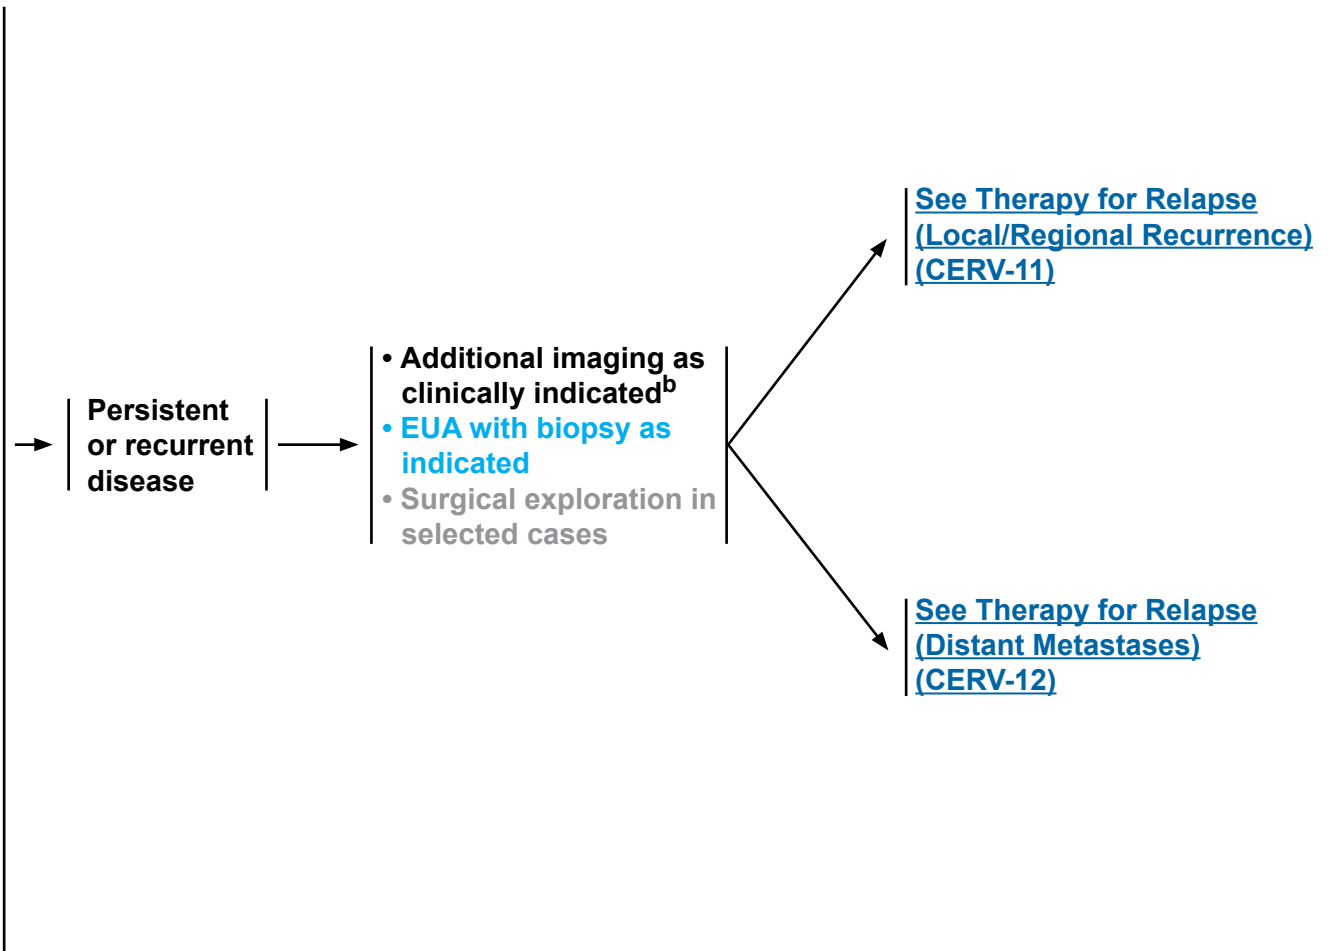 Persistent
or recurrent
disease
• Additional imaging as
clinically indicatedb
• EUA with biopsy as
indicated
• Surgical exploration in
selected cases
See Therapy for Relapse
(Local/Regional Recurrence)
(CERV-11)
See Therapy for Relapse
(Distant Metastases)
(CERV-12)